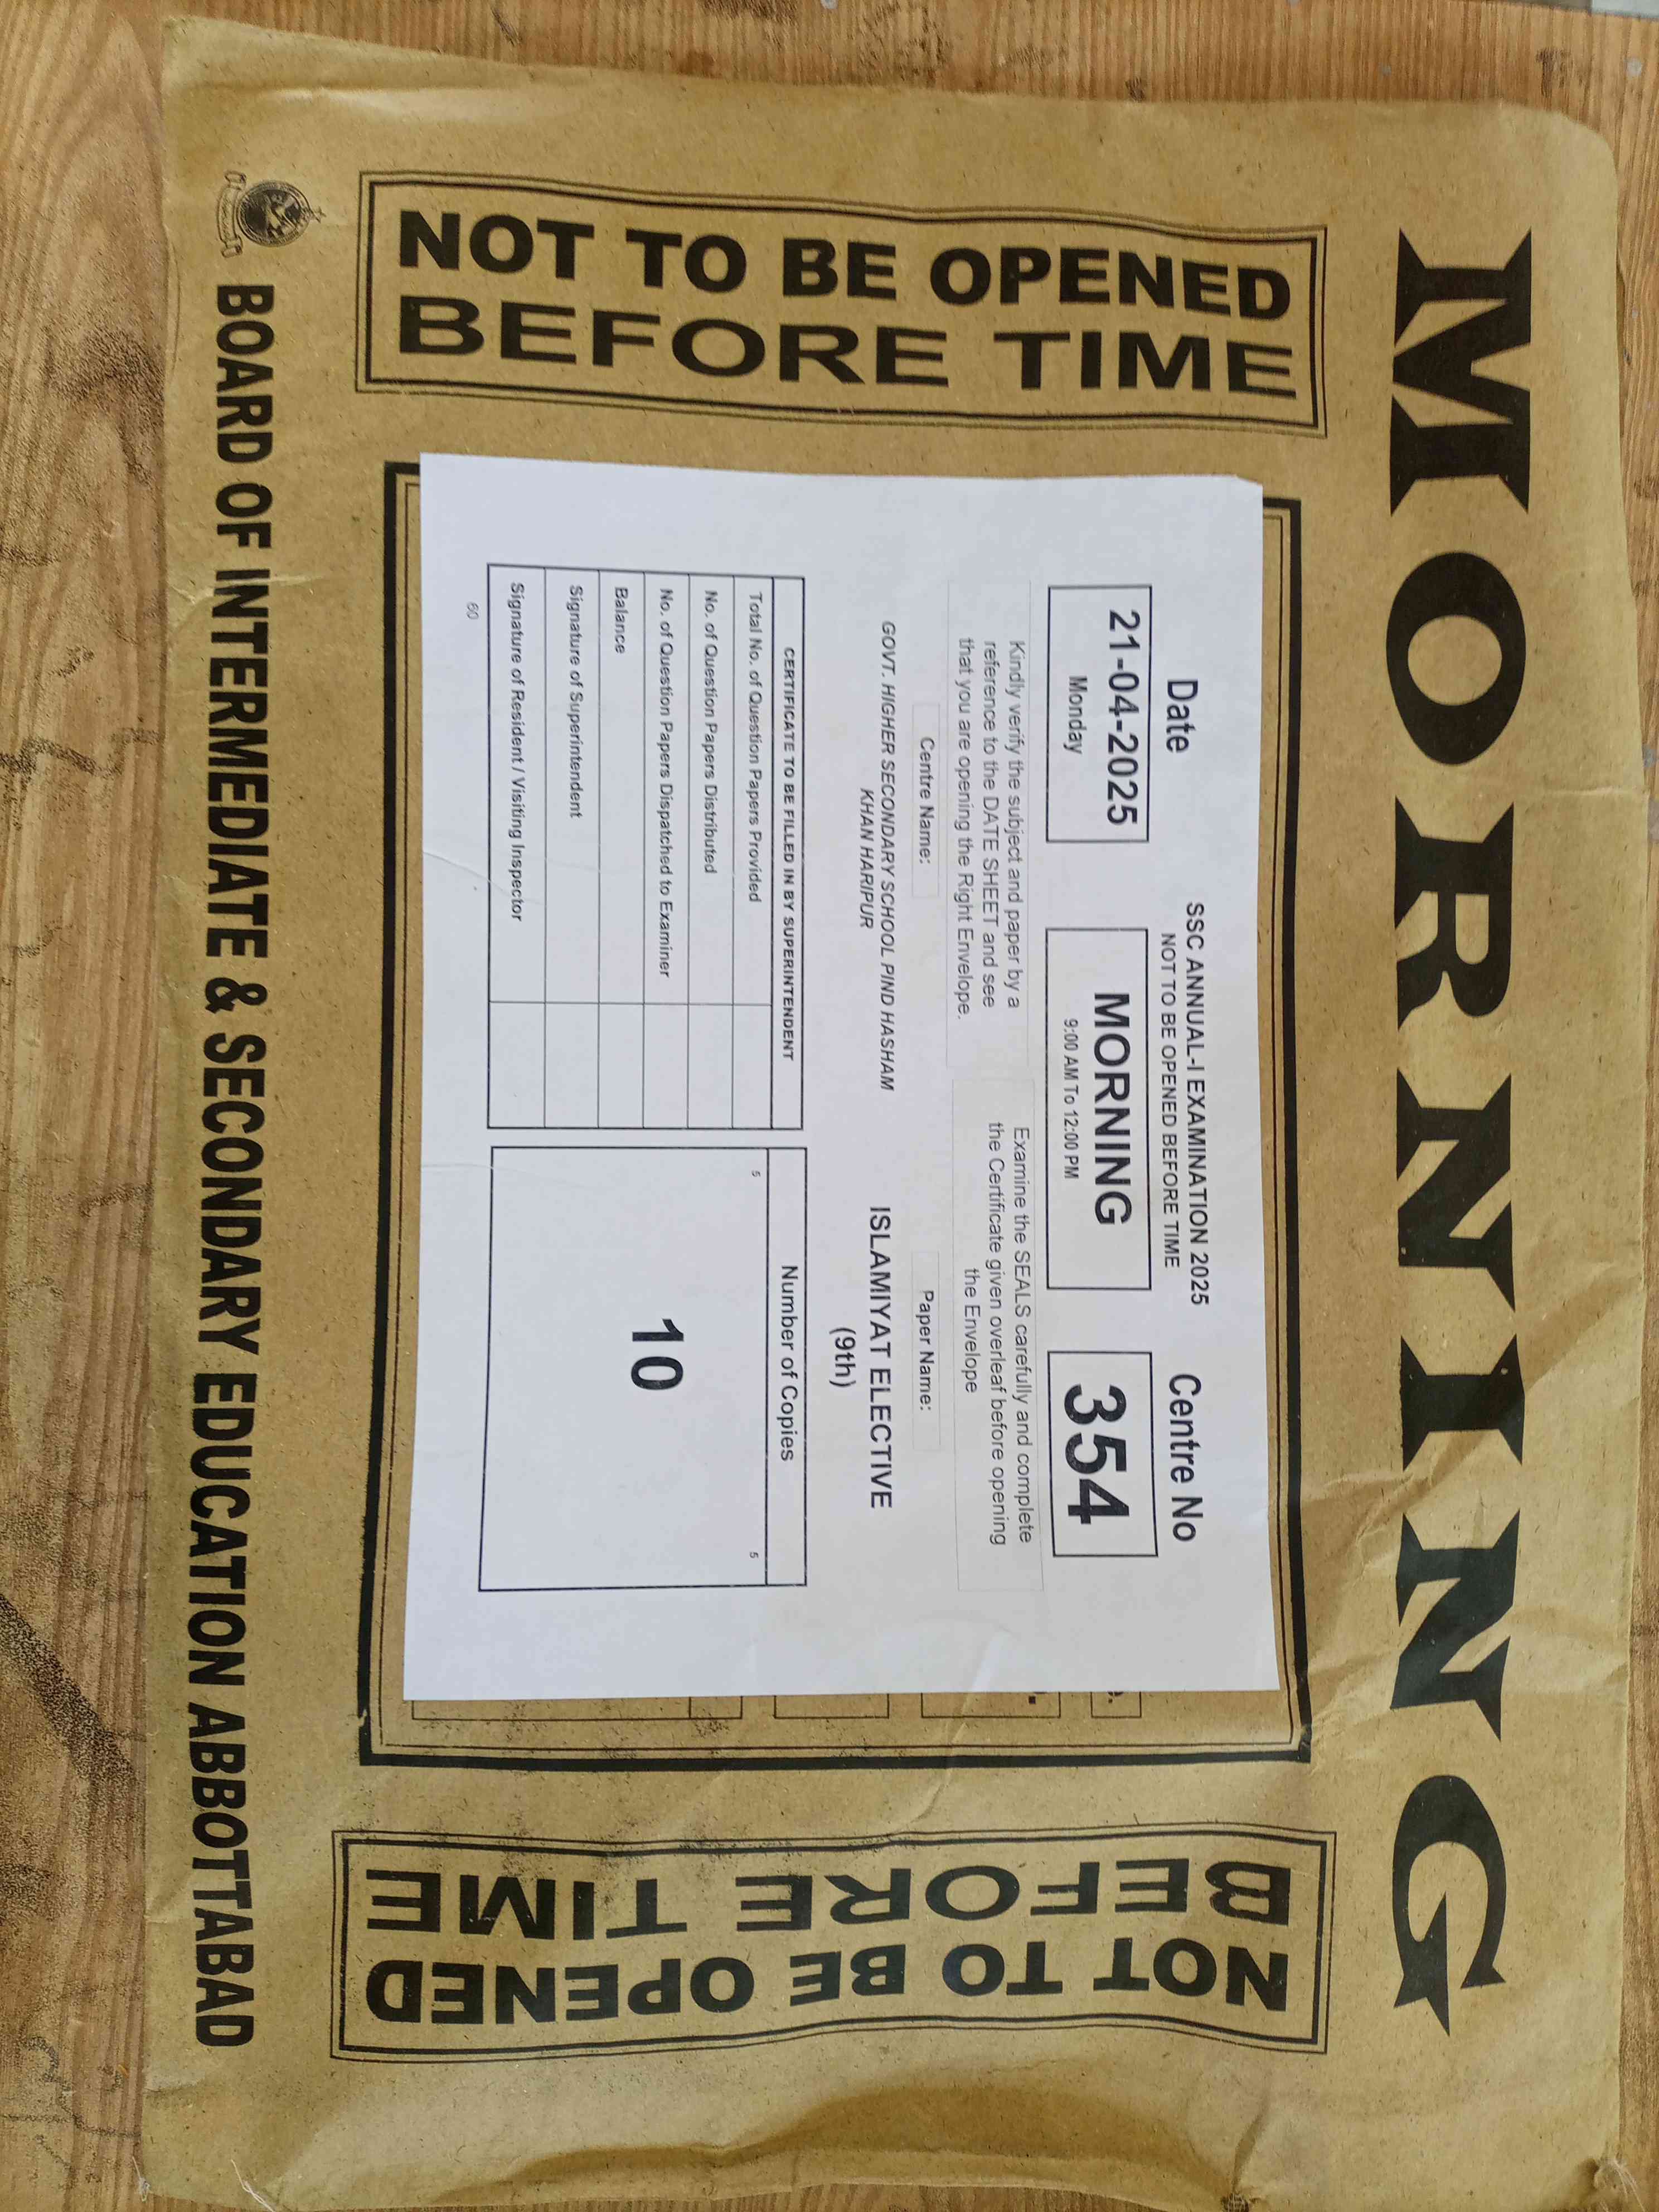 MORNING
NOT TO BE OPENED
BEFORE TIME
Date
21-04-2025
Monday
SSC ANNUAL-I EXAMINATION 2025
NOT TO BE OPENED BEFORE TIME
MORNING
9:00 AM To 12:00 PM
Centre No
354
Kindly verify the subject and paper by a
reference to the DATE SHEET and see
that you are opening the Right Envelope.
Examine the SEALS carefully and complete
the Certificate given overleaf before opening
the Envelope
Centre Name:
GOVT. HIGHER SECONDARY SCHOOL PIND HASHAM
KHAN HARIPUR
Paper Name:
ISLAMIYAT ELECTIVE
(9th)
CERTIFICATE TO BE FILLED IN BY SUPERINTENDENT
Total No. of Question Papers Provided
No. of Question Papers Distributed
No. of Question Papers Dispatched to Examiner
Balance
Signature of Superintendent
Signature of Resident / Visiting Inspector
60
Number of Copies
5
5
10
NOT TO BE OPENED
BEFORE TIME
BOARD OF INTERMEDIATE & SECONDARY EDUCATION ABBOTTABAD